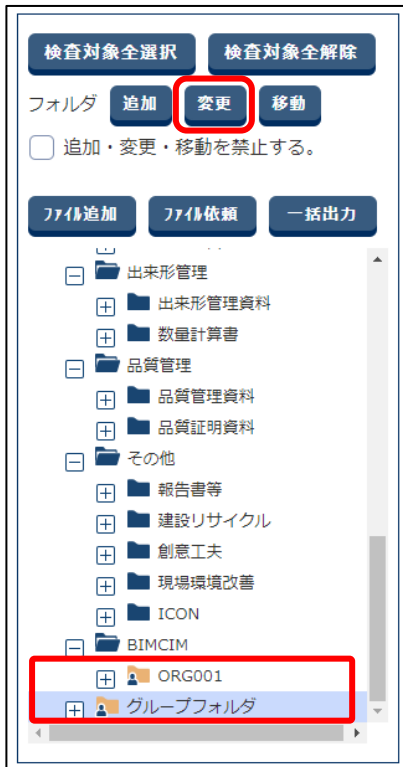 検査対象全選択 検査対象全解除
フォルダ 追加 変更 移動
追加・変更・移動を禁止する。
ﾌｧｲﾙ追加 ﾌｧｲﾙ依頼 一括出力
出来形管理
出来形管理資料
数量計算書
品質管理
品質管理資料
品質証明資料
その他
報告書等
建設リサイクル
創意工夫
現場環境改善
ICON
BIMCIM
ORG001
グループフォルダ